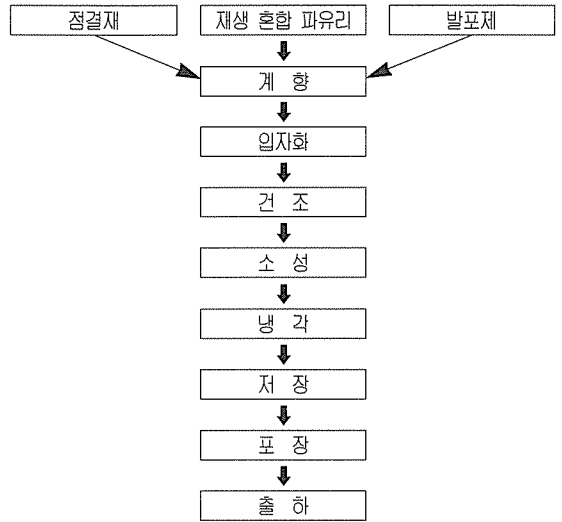 점결재
재생 혼합 파유리
발포제
계 향
입자화
건 조
소 성
냉 각
저 장
포 장
출 하